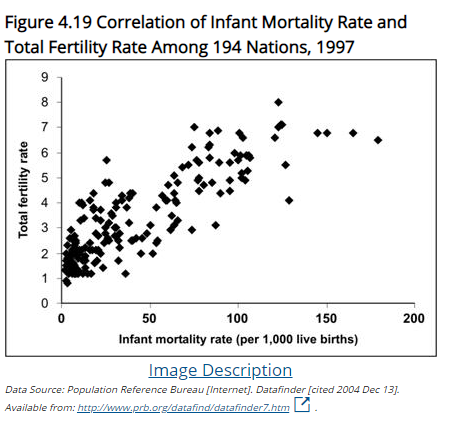 Figure 4.19 Correlation of Infant Mortality Rate and
Total Fertility Rate Among 194 Nations, 1997
9
8
7
6
5
4
3
2
1
0
Total fertility rate
0 50 100 150 200
Infant mortality rate (per 1,000 live births)
Image Description
Data Source: Population Reference Bureau [Internet]. Datafinder [cited 2004 Dec 13].
Available from: http://www.prb.org/datafind/datafinder7.htm .